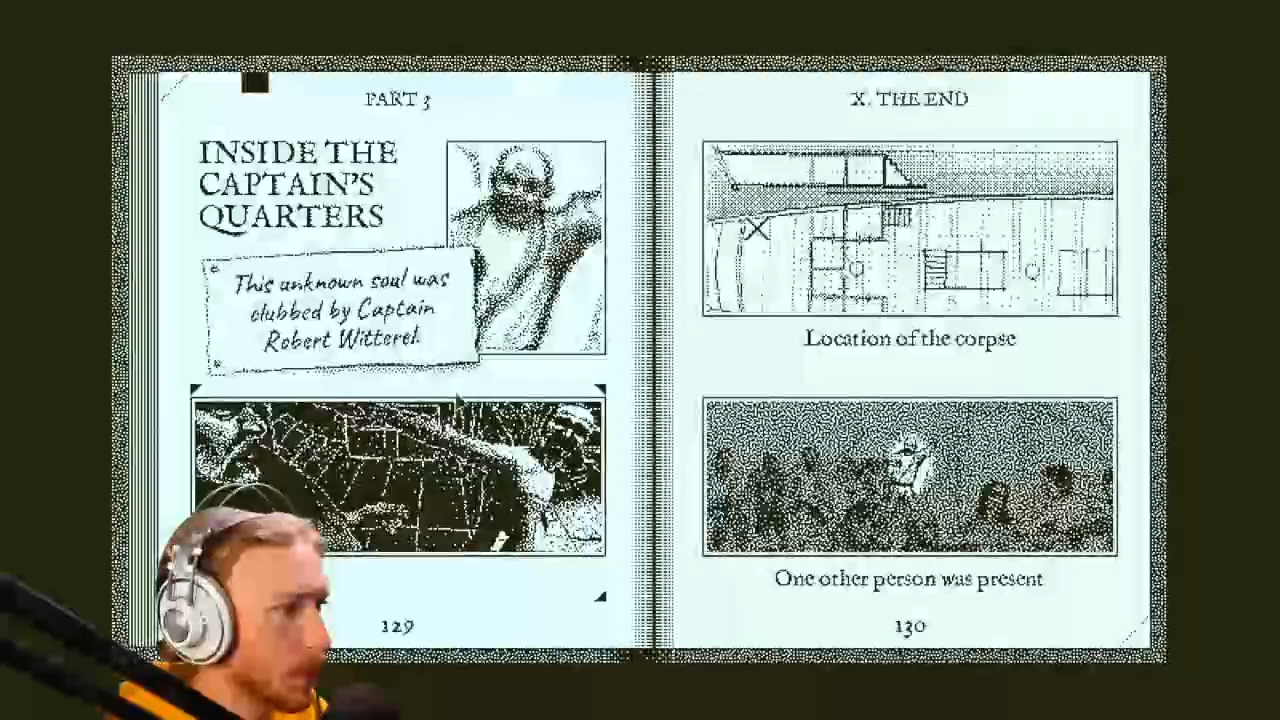 PART 3
INSIDE THE
CAPTAIN'S
QUARTERS
This unknown soul was
clubbed by Captain
Robert Witterel.
129
X. THE END
Location of the corpse
One other person was present
130